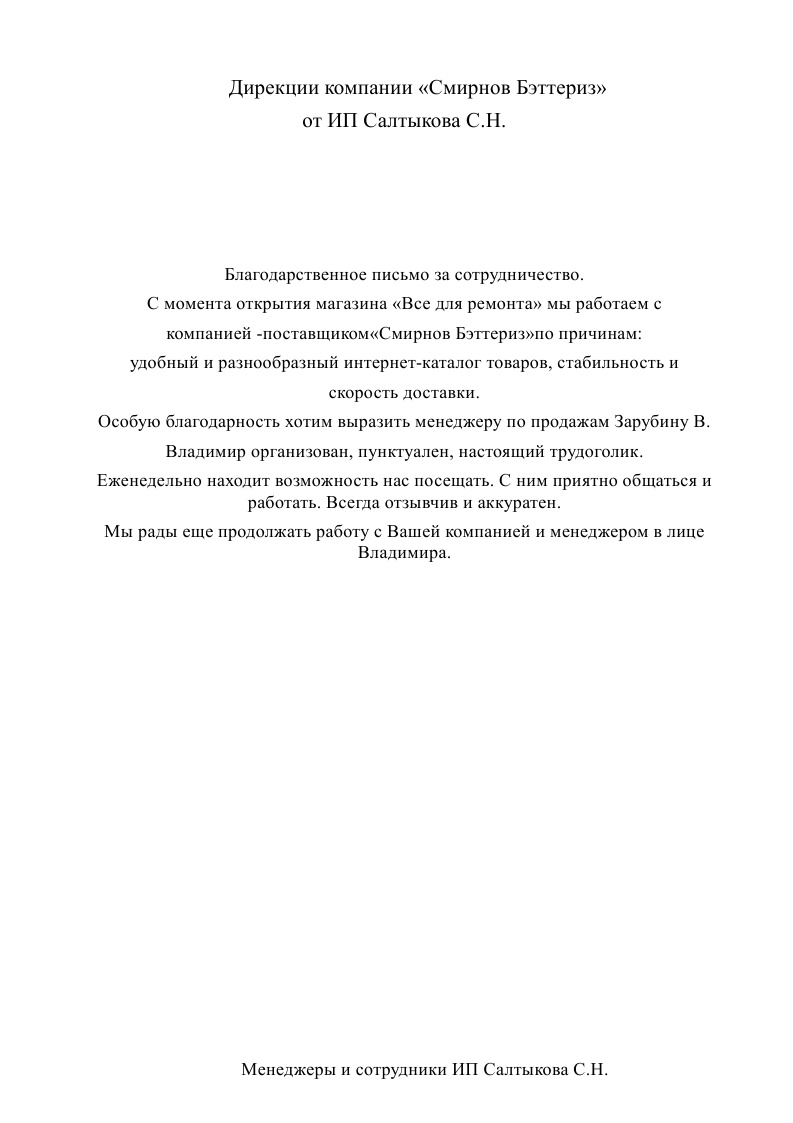 Дирекции компании «Смирнов Бэттериз»
от ИП Салтыкова С.Н.
Благодарственное письмо за сотрудничество.
С момента открытия магазина «Все для ремонта» мы работаем с
компанией -поставщиком«Смирнов Бэттериз»по причинам:
удобный и разнообразный интернет-каталог товаров, стабильность и
скорость доставки.
Особую благодарность хотим выразить менеджеру по продажам Зарубину В.
Владимир организован, пунктуален, настоящий трудоголик.
Еженедельно находит возможность нас посещать. С ним приятно общаться и
работать. Всегда отзывчив и аккуратен.
Мы рады еще продолжать работу с Вашей компанией и менеджером в лице
Владимира.
Менеджеры и сотрудники ИП Салтыкова С.Н.